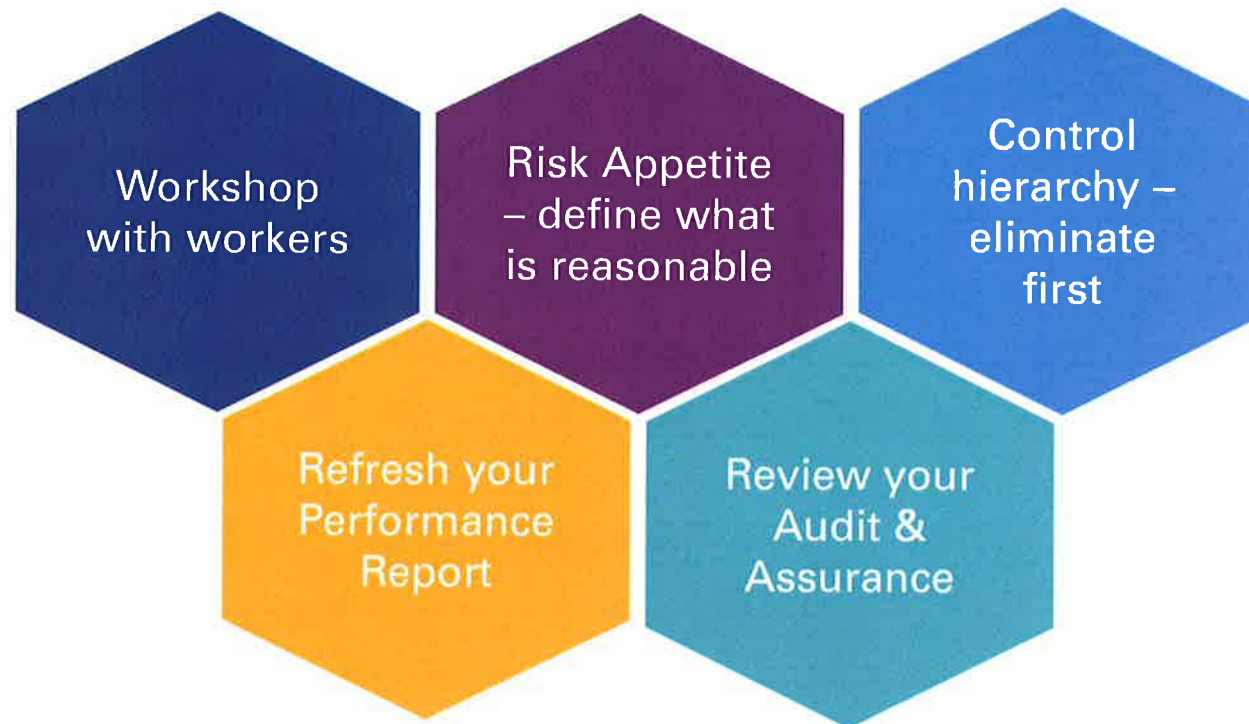 Workshop
with workers
Risk Appetite
– define what
is reasonable
Control
hierarchy –
eliminate
first
Refresh your
Performance
Report
Review your
Audit &
Assurance